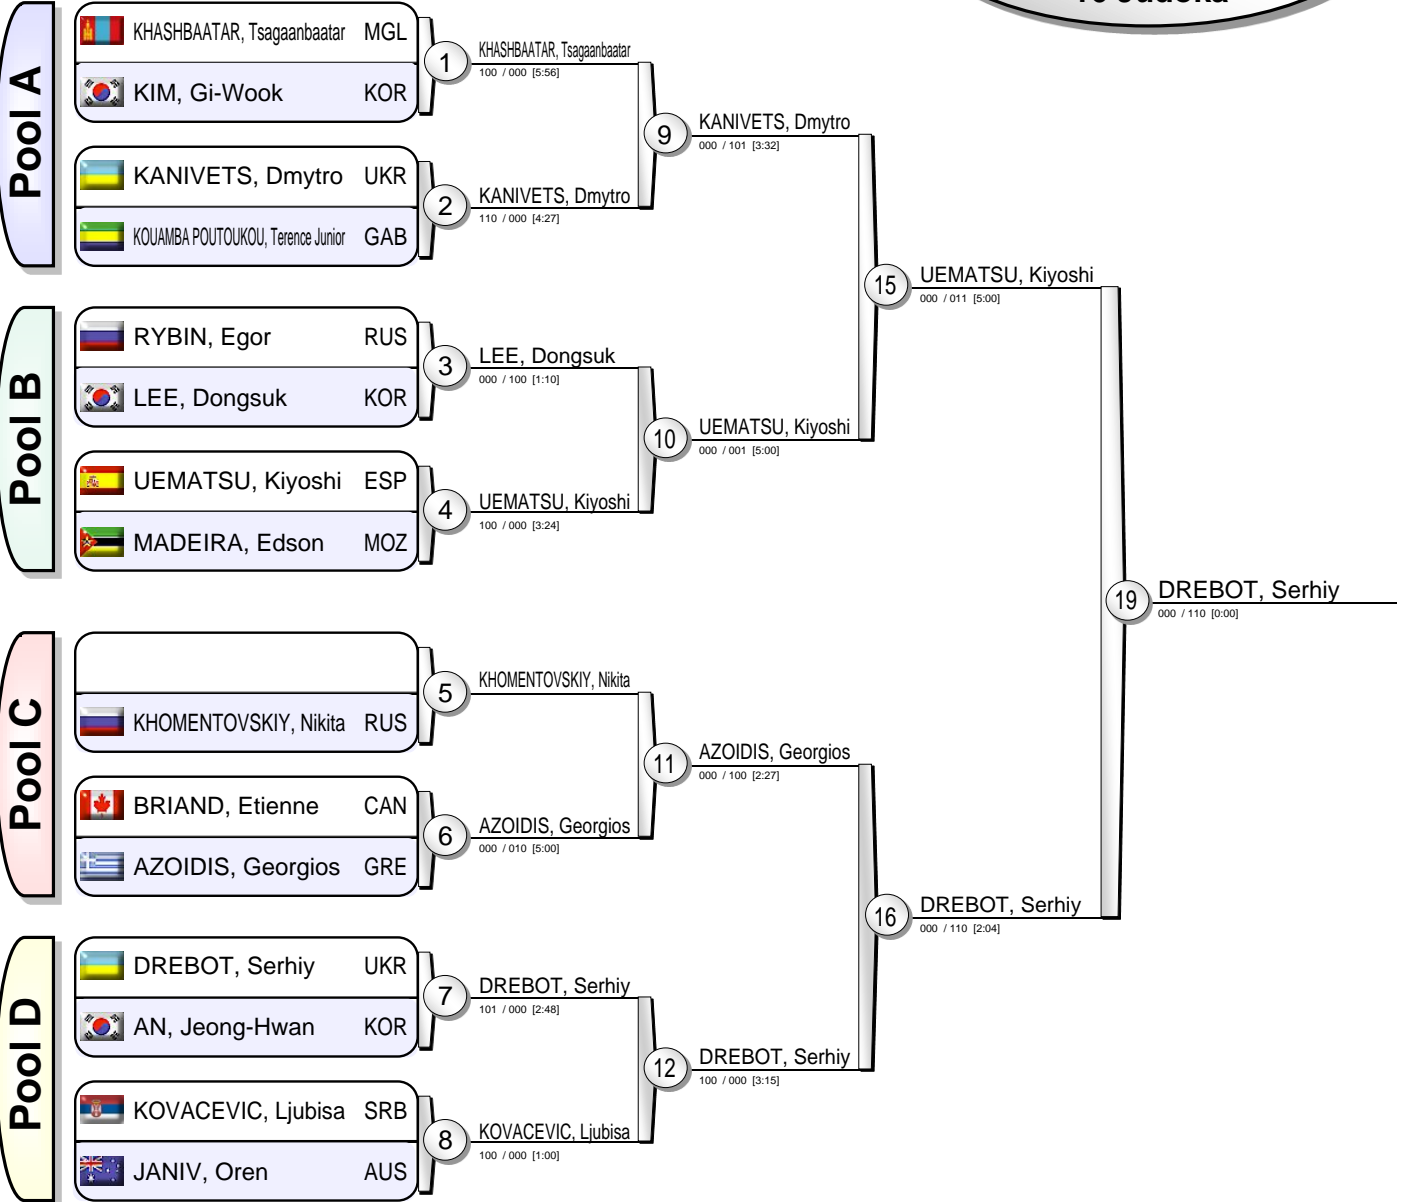 Pool A
KHASHBAATAR, Tsagaanbaatar MGL
KIM, Gi-Wook KOR
1
KHASHBAATAR, Tsagaanbaatar
100 / 000 [5:56]
KANIVETS, Dmytro UKR
KOUAMBA POUTOUKOU, Terence Junior GAB
2
KANIVETS, Dmytro
110 / 000 [4:27]
9
KANIVETS, Dmytro
000 / 101 [3:32]
Pool B
RYBIN, Egor RUS
LEE, Dongsuk KOR
3
LEE, Dongsuk
000 / 100 [1:10]
UEMATSU, Kiyoshi ESP
MADEIRA, Edson MOZ
4
UEMATSU, Kiyoshi
100 / 000 [3:24]
10
UEMATSU, Kiyoshi
000 / 001 [5:00]
15
UEMATSU, Kiyoshi
000 / 011 [5:00]
Pool C
KHOMENTOVSKIY, Nikita RUS
5
KHOMENTOVSKIY, Nikita
BRIAND, Etienne CAN
AZOIDIS, Georgios GRE
6
AZOIDIS, Georgios
000 / 010 [5:00]
11
AZOIDIS, Georgios
000 / 100 [2:27]
Pool D
DREBOT, Serhiy UKR
AN, Jeong-Hwan KOR
7
DREBOT, Serhiy
101 / 000 [2:48]
KOVACEVIC, Ljubisa SRB
JANIV, Oren AUS
8
KOVACEVIC, Ljubisa
100 / 000 [1:00]
12
DREBOT, Serhiy
100 / 000 [3:15]
16
DREBOT, Serhiy
000 / 110 [2:04]
19
DREBOT, Serhiy
000 / 110 [0:00]